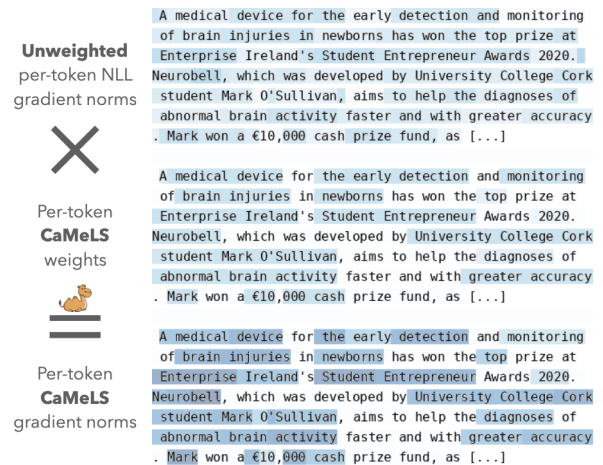 Unweighted
per-token NLL
gradient norms
A medical device for the early detection and monitoring
of brain injuries in newborns has won the top prize at
Enterprise Ireland's Student Entrepreneur Awards 2020.
Neurobell, which was developed by University College Cork
student Mark O'Sullivan, aims to help the diagnoses of
abnormal brain activity faster and with greater accuracy
. Mark won a €10,000 cash prize fund, as [...]
Per-token
CaMeLS
weights
A medical device for the early detection and monitoring
of brain injuries in newborns has won the top prize at
Enterprise Ireland's Student Entrepreneur Awards 2020.
Neurobell, which was developed by University College Cork
student Mark O'Sullivan, aims to help the diagnoses of
abnormal brain activity faster and with greater accuracy
. Mark won a €10,000 cash prize fund, as [...]
Per-token
CaMeLS
gradient norms
A medical device for the early detection and monitoring
of brain injuries in newborns has won the top prize at
Enterprise Ireland's Student Entrepreneur Awards 2020.
Neurobell, which was developed by University College Cork
student Mark O'Sullivan, aims to help the diagnoses of
abnormal brain activity faster and with greater accuracy
. Mark won a €10,000 cash prize fund, as [...]